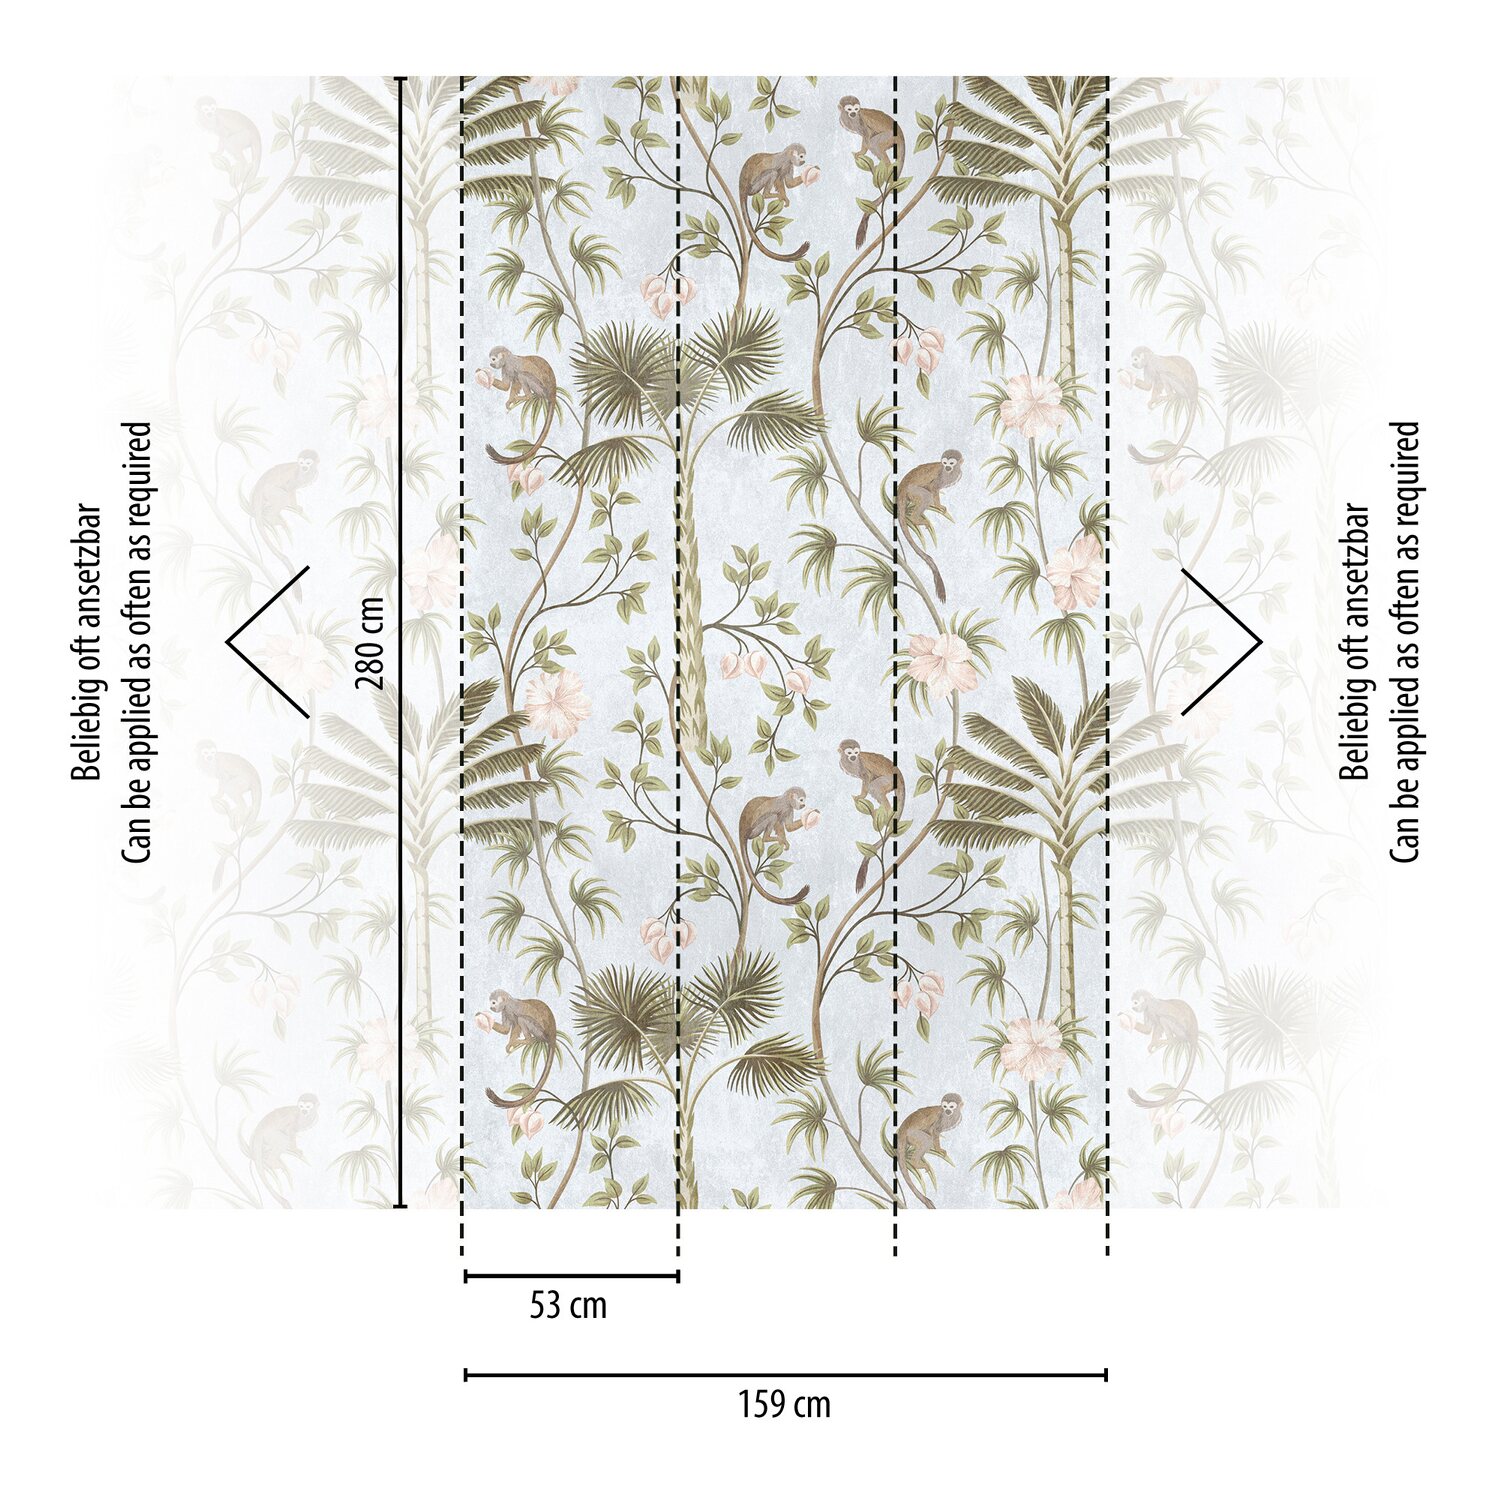 Beliebig oft ansetzbar
Can be applied as often as required
280 cm
Beliebig oft ansetzbar
Can be applied as often as required
53 cm
159 cm